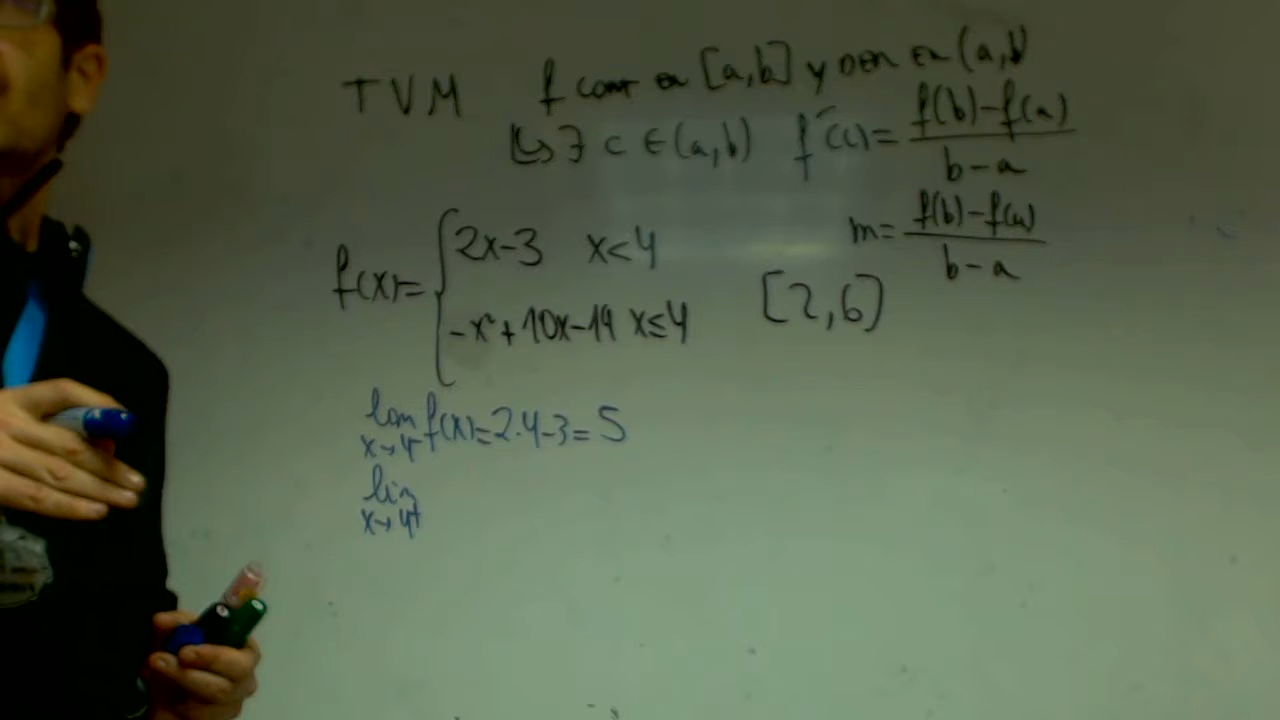 TVM f cont en [a,b] y Der en (a,b)
↳ ∃ c ∈ (a,b) f'(c) = f(b)-f(a) / b-a
m = f(b)-f(a) / b-a
f(x) = { 2x-3 x<4
-x²+10x-19 x≤4 [2,6]
lim x→4⁻ f(x) = 2·4-3 = 5
lim x→4⁺